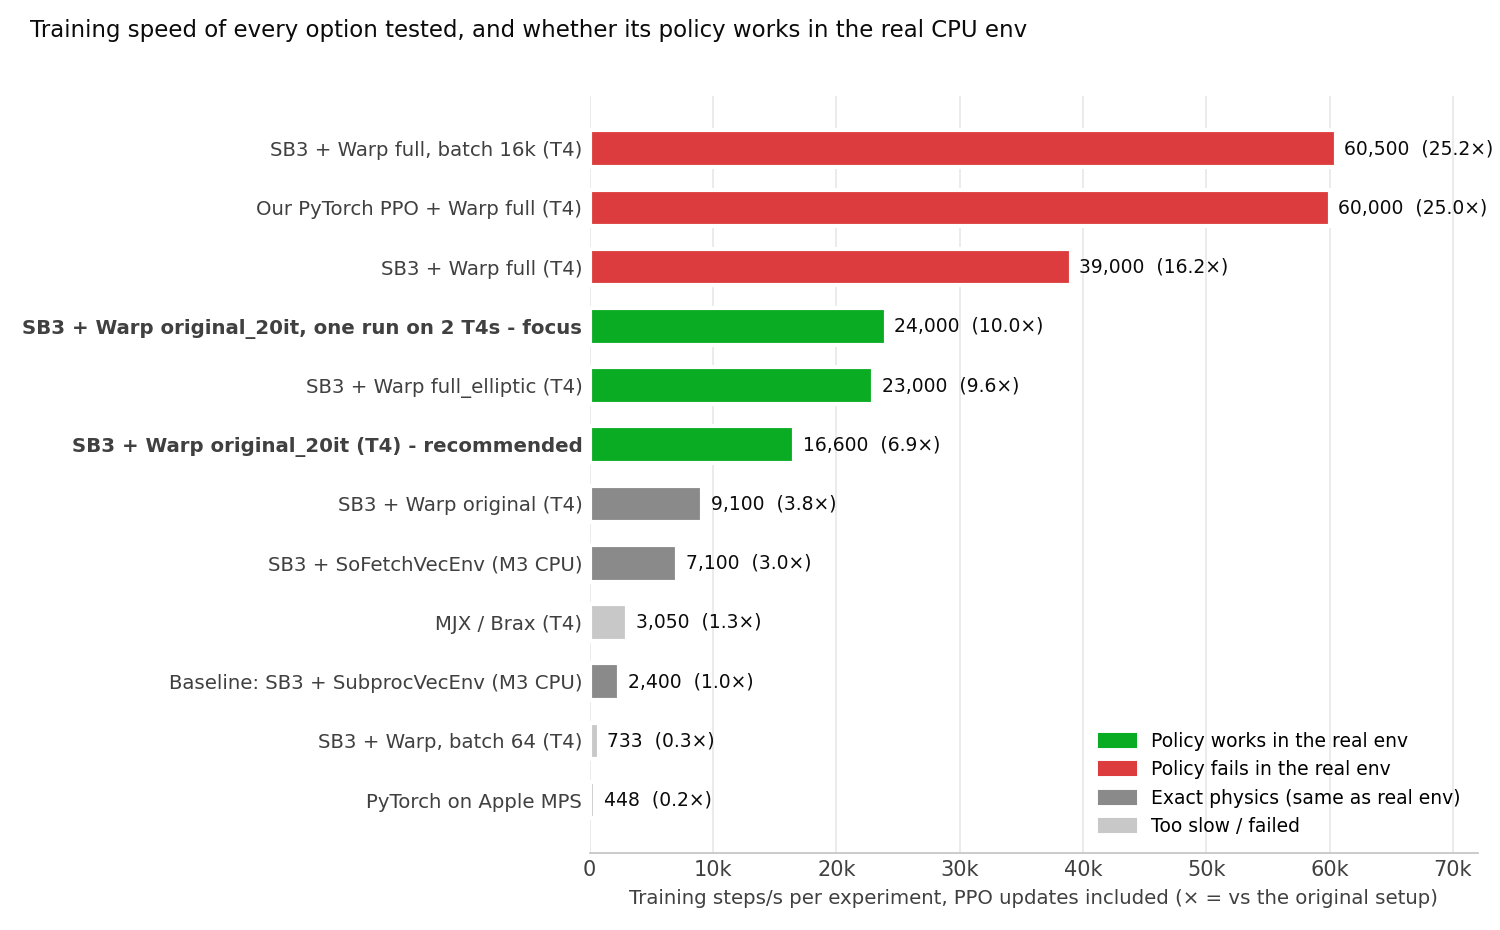 Training speed of every option tested, and whether its policy works in the real CPU env
SB3 + Warp full, batch 16k (T4)
60,500 (25.2×)
Our PyTorch PPO + Warp full (T4)
60,000 (25.0×)
SB3 + Warp full (T4)
39,000 (16.2×)
SB3 + Warp original_20it, one run on 2 T4s - focus
24,000 (10.0×)
SB3 + Warp full_elliptic (T4)
23,000 (9.6×)
SB3 + Warp original_20it (T4) - recommended
16,600 (6.9×)
SB3 + Warp original (T4)
9,100 (3.8×)
SB3 + SoFetchVecEnv (M3 CPU)
7,100 (3.0×)
MJX / Brax (T4)
3,050 (1.3×)
Baseline: SB3 + SubprocVecEnv (M3 CPU)
2,400 (1.0×)
SB3 + Warp, batch 64 (T4)
733 (0.3×)
PyTorch on Apple MPS
448 (0.2×)
Policy works in the real env
Policy fails in the real env
Exact physics (same as real env)
Too slow / failed
0 10k 20k 30k 40k 50k 60k 70k
Training steps/s per experiment, PPO updates included (× = vs the original setup)